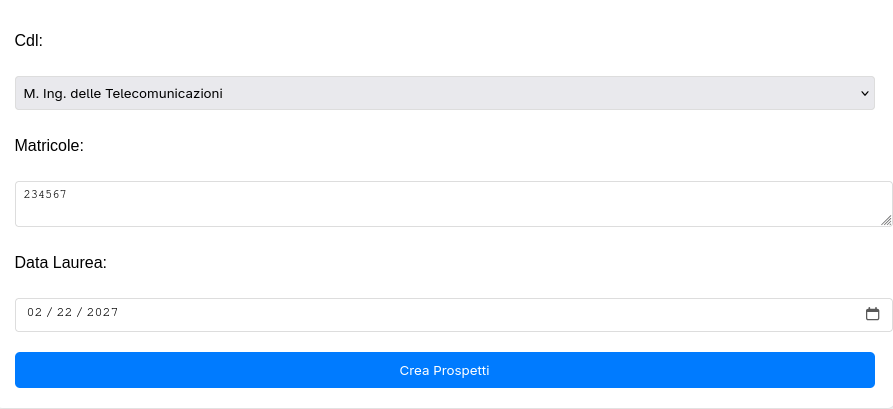 Cdl:
M. Ing. delle Telecomunicazioni
Matricole:
234567
Data Laurea:
02 / 22 / 2027
Crea Prospetti